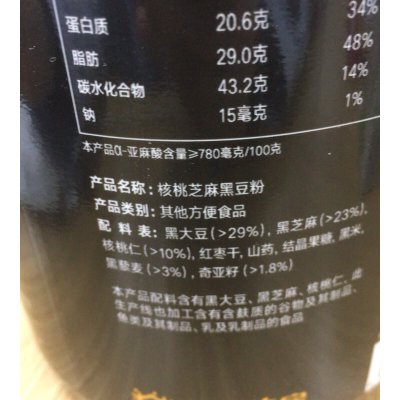 蛋白质 20.6克 34%
脂肪 29.0克 48%
碳水化合物 43.2克 14%
钠 15毫克 1%
本产品α-亚麻酸含量≥780毫克/100克
产品名称: 核桃芝麻黑豆粉
产品类别: 其他方便食品
配 料 表: 黑大豆(>29%), 黑芝麻(>23%),
核桃仁(>10%), 红枣干, 山药, 结晶果糖, 黑米,
黑藜麦(>3%), 奇亚籽(>1.8%)
本产品配料含有黑大豆、黑芝麻、核桃仁、此
生产线也加工含有含麸质的谷物及其制品、
鱼类及其制品、乳及乳制品的食品